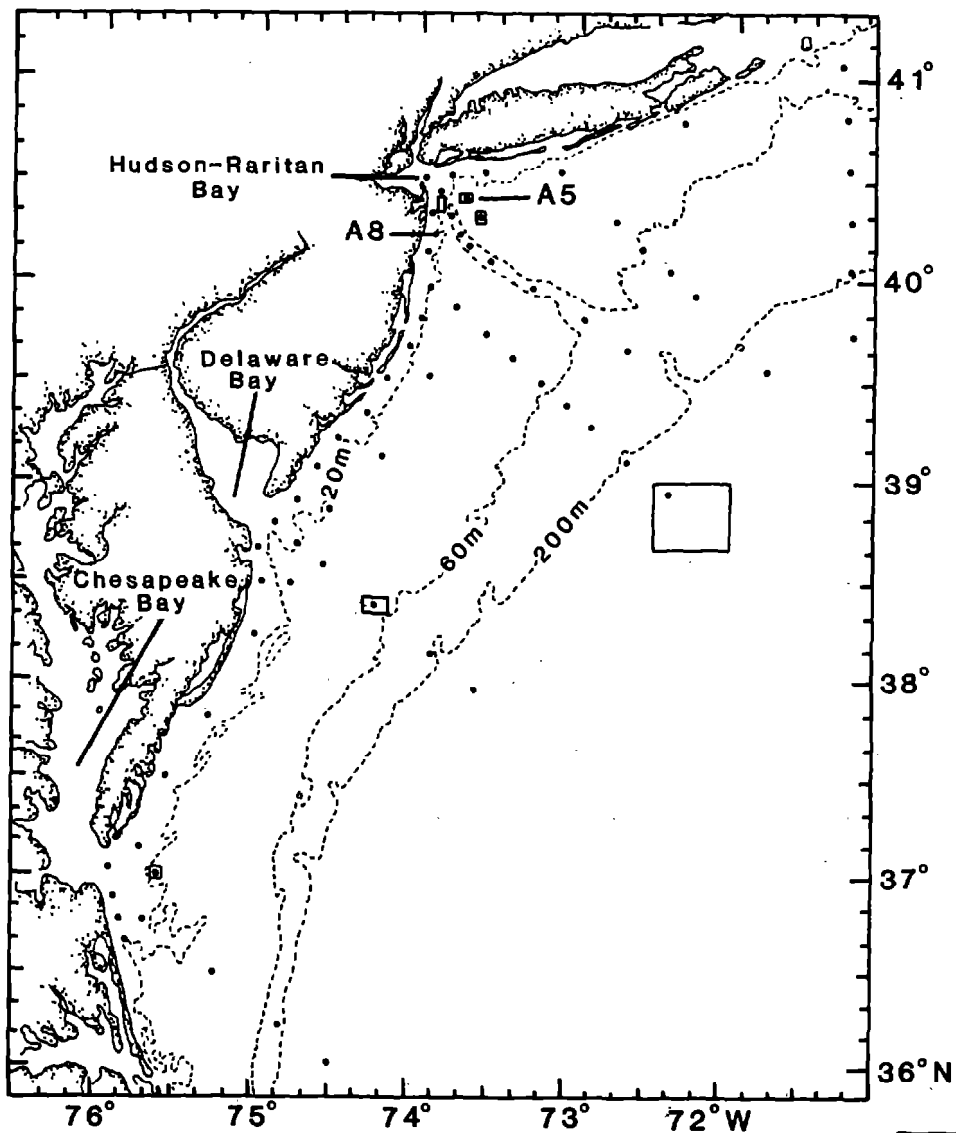 41°
Hudson-Raritan
Bay
A5
A8
40°
Delaware
Bay
20m
39°
60m
200m
Chesapeake
Bay
38°
37°
36°N
76°
75°
74°
73°
72°W